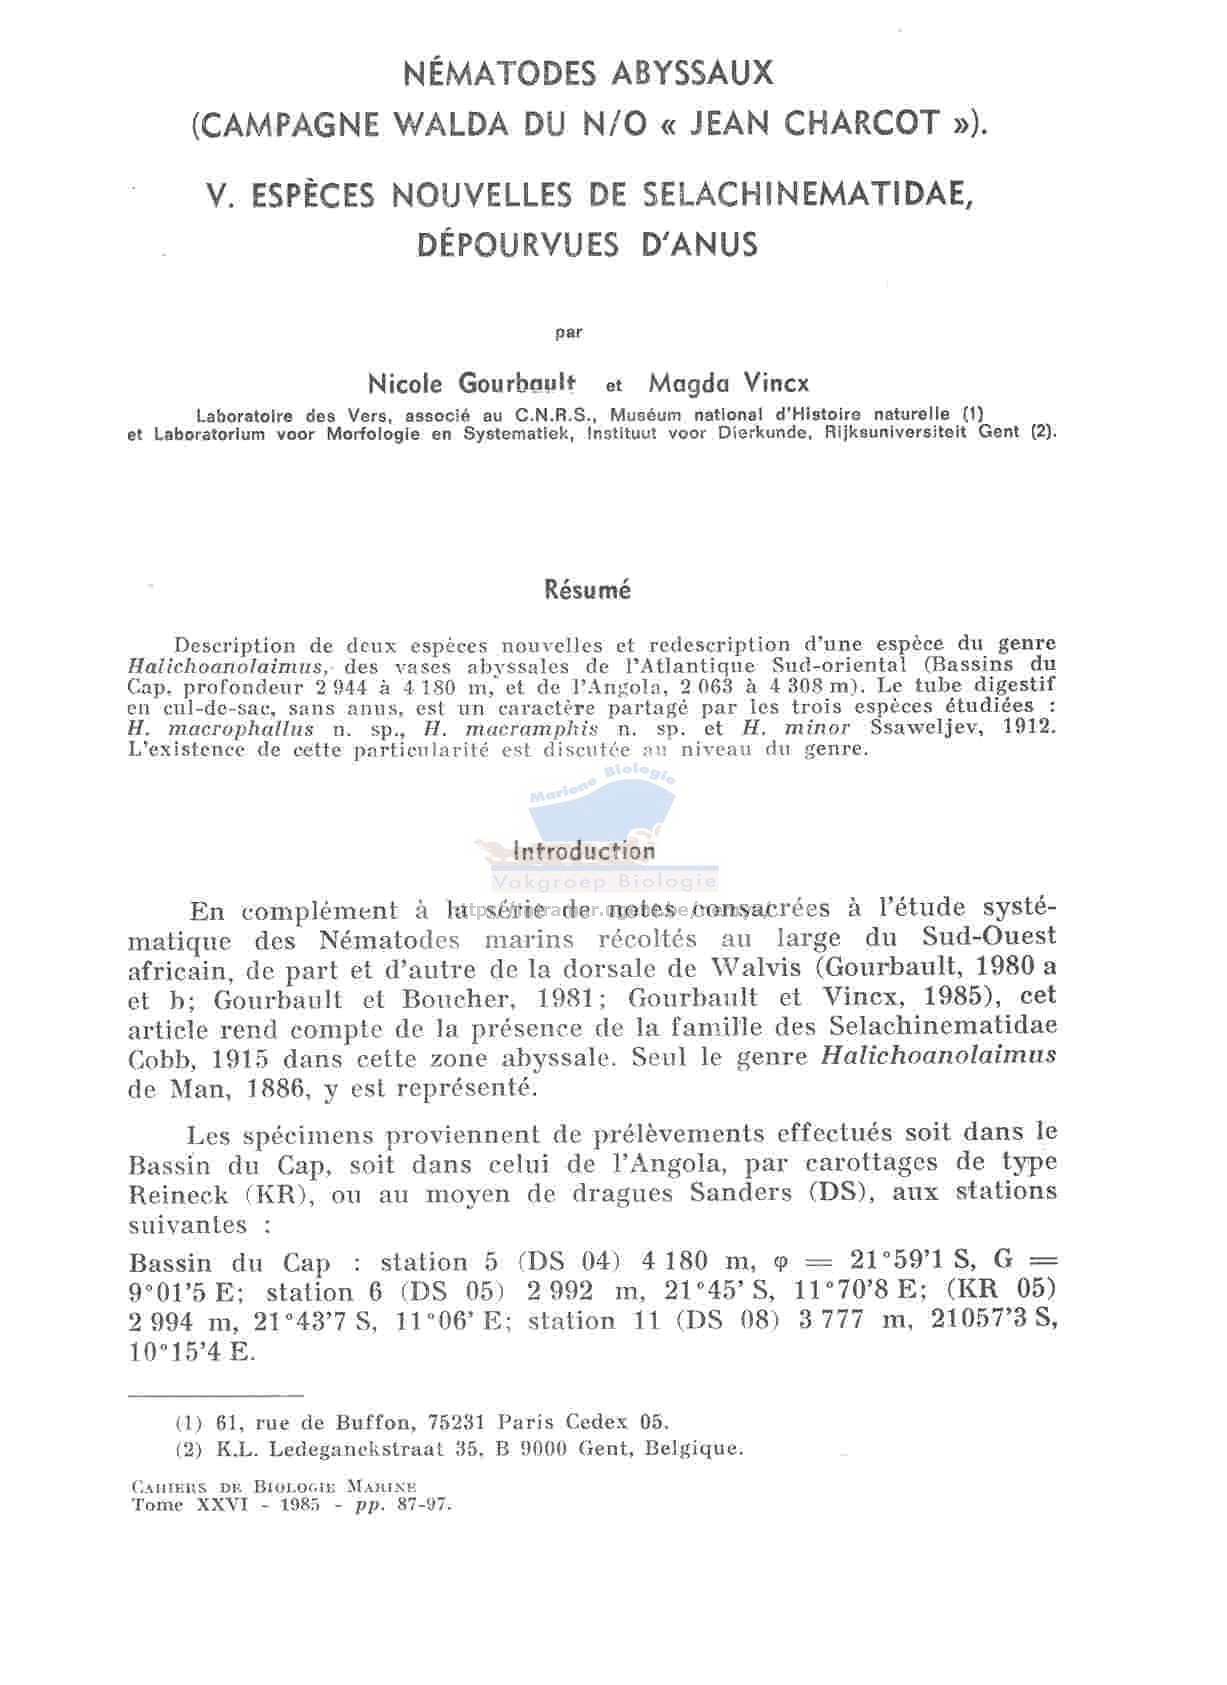 NÉMATODES ABYSSAUX
(CAMPAGNE WALDA DU N/O « JEAN CHARCOT »).
V. ESPÈCES NOUVELLES DE SELACHINEMATIDAE,
DÉPOURVUES D'ANUS
par
Nicole Gourbault et Magda Vincx
Laboratoire des Vers, associé au C.N.R.S., Muséum national d'Histoire naturelle (1)
et Laboratorium voor Morfologie en Systematiek, Instituut voor Dierkunde, Rijksuniversiteit Gent (2).
Résumé
Description de deux espèces nouvelles et redescription d'une espèce du genre
Halichoanolaimus, des vases abyssales de l'Atlantique Sud-oriental (Bassins du
Cap, profondeur 2 944 à 4 180 m, et de l'Angola, 2 063 à 4 308 m). Le tube digestif
en cul-de-sac, sans anus, est un caractère partagé par les trois espèces étudiées :
H. macrophallus n. sp., H. macramphis n. sp. et H. minor Ssaweljev, 1912.
L'existence de cette particularité est discutée au niveau du genre.
Mariene Biologie
Introduction
Vakgroep Biologie
En complément à la série de notes consacrées à l'étude systé-
matique des Nématodes marins récoltés au large du Sud-Ouest
africain, de part et d'autre de la dorsale de Walvis (Gourbault, 1980 a
et b; Gourbault et Boucher, 1981; Gourbault et Vincx, 1985), cet
article rend compte de la présence de la famille des Selachinematidae
Cobb, 1915 dans cette zone abyssale. Seul le genre Halichoanolaimus
de Man, 1886, y est représenté.
Les spécimens proviennent de prélèvements effectués soit dans le
Bassin du Cap, soit dans celui de l'Angola, par carottages de type
Reineck (KR), ou au moyen de dragues Sanders (DS), aux stations
suivantes :
Bassin du Cap : station 5 (DS 04) 4 180 m, φ = 21°59'1 S, G =
9°01'5 E; station 6 (DS 05) 2 992 m, 21°45' S, 11°70'8 E; (KR 05)
2 994 m, 21°43'7 S, 11°06' E; station 11 (DS 08) 3 777 m, 21057'3 S,
10°15'4 E.
(1) 61, rue de Buffon, 75231 Paris Cedex 05.
(2) K.L. Ledeganckstraat 35, B 9000 Gent, Belgique.
CAHIERS DE BIOLOGIE MARINE
Tome XXVI - 1985 - pp. 87-97.